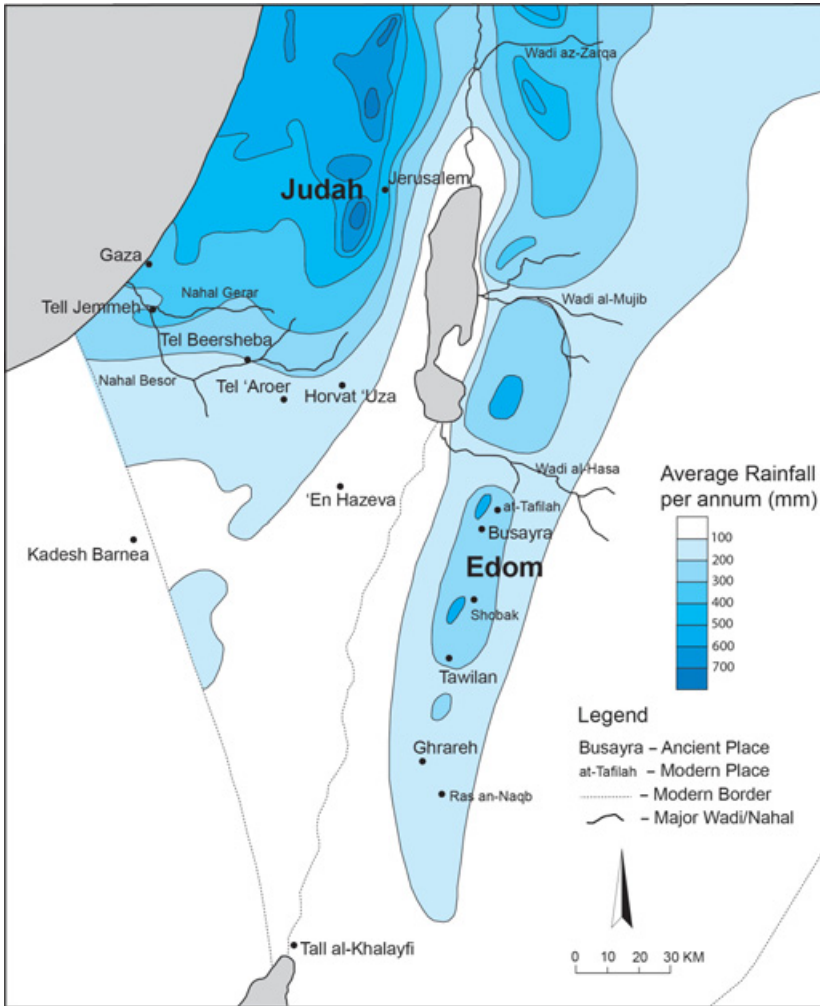 Wadi az-Zarqa
Judah
Jerusalem
Gaza
Nahal Gerar
Tell Jemmeh
Wadi al-Mujib
Tel Beersheba
Nahal Besor
Tel ‘Aroer
Horvat ‘Uza
Wadi al-Hasa
‘En Hazeva
at-Tafilah
Busayra
Kadesh Barnea
Edom
Shobak
Tawilan
Ghrareh
Ras an-Naqb
Tall al-Khalayfi
Average Rainfall
per annum (mm)
100
200
300
400
500
600
700
Legend
Busayra – Ancient Place
at-Tafilah – Modern Place
– Modern Border
– Major Wadi/Nahal
0 10 20 30 KM